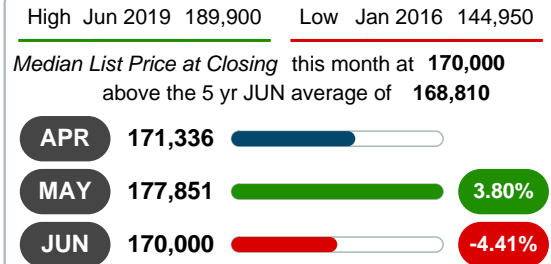 High Jun 2019 189,900 Low Jan 2016 144,950
Median List Price at Closing this month at 170,000
above the 5 yr JUN average of 168,810
APR 171,336
MAY 177,851 3.80%
JUN 170,000 -4.41%